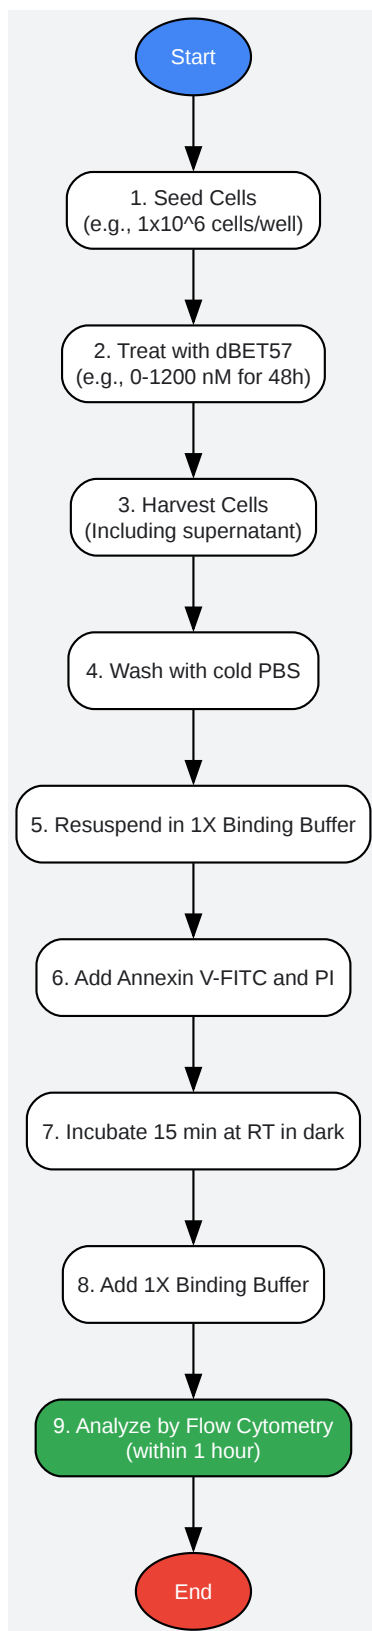 Start
1. Seed Cells
(e.g., 1x10^6 cells/well)
2. Treat with dBET57
(e.g., 0-1200 nM for 48h)
3. Harvest Cells
(Including supernatant)
4. Wash with cold PBS
5. Resuspend in 1X Binding Buffer
6. Add Annexin V-FITC and PI
7. Incubate 15 min at RT in dark
8. Add 1X Binding Buffer
9. Analyze by Flow Cytometry
(within 1 hour)
End